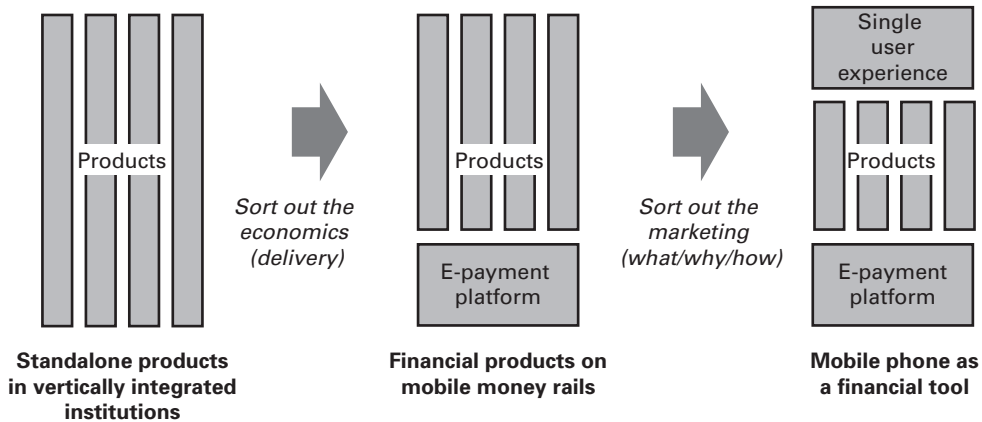 Products
Standalone products
in vertically integrated
institutions
Sort out the
economics
(delivery)
Products
E-payment
platform
Financial products on
mobile money rails
Sort out the
marketing
(what/why/how)
Single
user
experience
Products
E-payment
platform
Mobile phone as
a financial tool